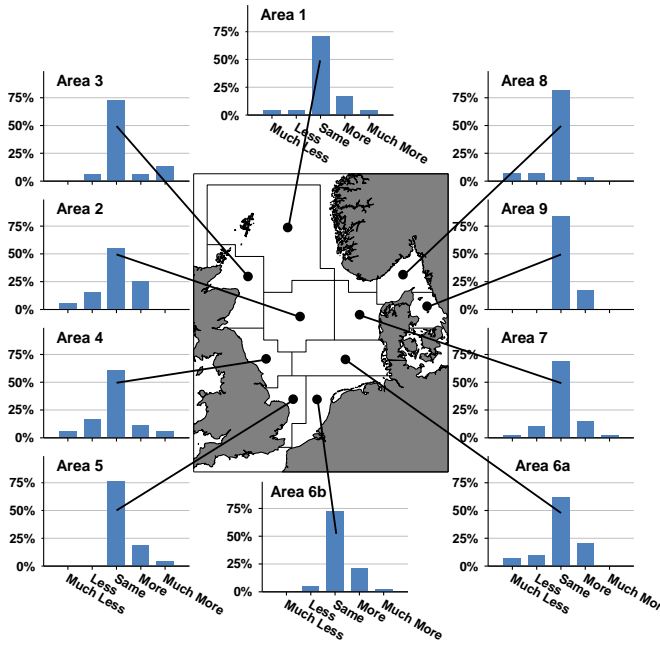 Area 1
75%
50%
25%
0%
Much Less
Less
Same
More
Much More
Area 3
75%
50%
25%
0%
Area 8
75%
50%
25%
0%
Area 2
75%
50%
25%
0%
Area 9
75%
50%
25%
0%
Area 4
75%
50%
25%
0%
Area 7
75%
50%
25%
0%
Area 5
75%
50%
25%
0%
Much Less
Less
Same
More
Much More
Area 6b
75%
50%
25%
0%
Much Less
Less
Same
More
Much More
Area 6a
75%
50%
25%
0%
Much Less
Less
Same
More
Much Mor